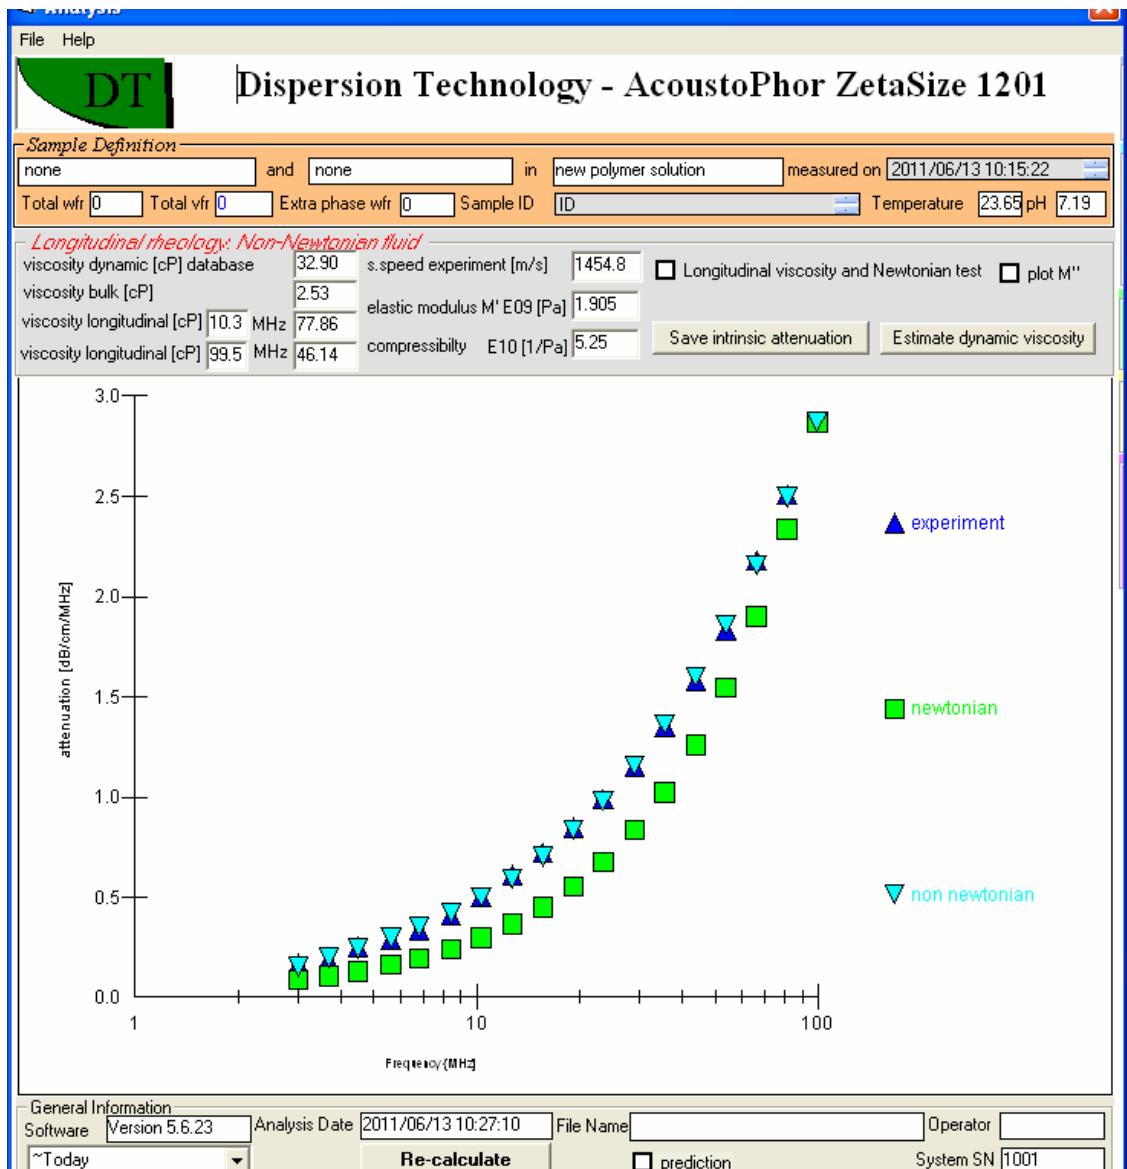 Analysis
File Help
DT
Dispersion Technology - AcoustoPhor ZetaSize 1201
Sample Definition
none and none in new polymer solution measured on 2011/06/13 10:15:22
Total wfr 0 Total vfr 0 Extra phase wfr 0 Sample ID ID Temperature 23.65 pH 7.19
Longitudinal rheology: Non-Newtonian fluid
viscosity dynamic [cP] database 32.90 s.speed experiment [m/s] 1454.8 Longitudinal viscosity and Newtonian test plot M''
viscosity bulk [cP] 2.53
elastic modulus M' E09 [Pa] 1.905
viscosity longitudinal [cP] 10.3 MHz 77.86
viscosity longitudinal [cP] 99.5 MHz 46.14 compressibilty E10 [1/Pa] 5.25 Save intrinsic attenuation Estimate dynamic viscosity
3.0
2.5
2.0
1.5
1.0
0.5
0.0
attenuation [dB/cm/MHz]
experiment
newtonian
non newtonian
1 10 100
Frequency [MHz]
General Information
Software Version 5.6.23 Analysis Date 2011/06/13 10:27:10 File Name Operator
~Today Re-calculate prediction System SN 1001